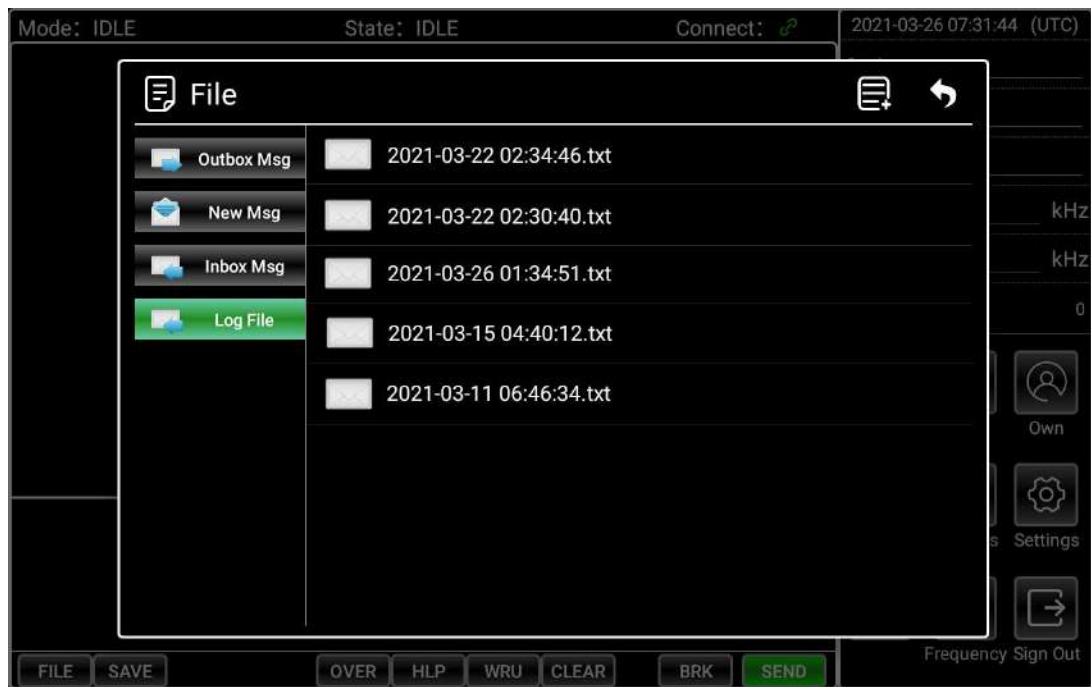 Mode: IDLE State: IDLE Connect: 2021-03-26 07:31:44 (UTC)
File
Outbox Msg
New Msg
Inbox Msg
Log File
2021-03-22 02:34:46.txt
2021-03-22 02:30:40.txt
2021-03-26 01:34:51.txt
2021-03-15 04:40:12.txt
2021-03-11 06:46:34.txt
kHz
kHz
0
Own
s Settings
Frequency Sign Out
FILE SAVE OVER HLP WRU CLEAR BRK SEND